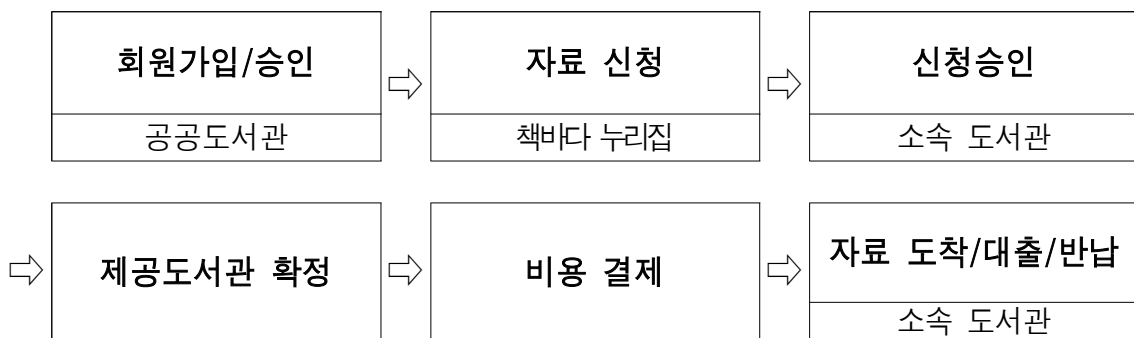 회원가입/승인 ⇨ 자료 신청 ⇨ 신청승인
공공도서관 책바다 누리집 소속 도서관
⇨ 제공도서관 확정 ⇨ 비용 결제 ⇨ 자료 도착/대출/반납
소속 도서관